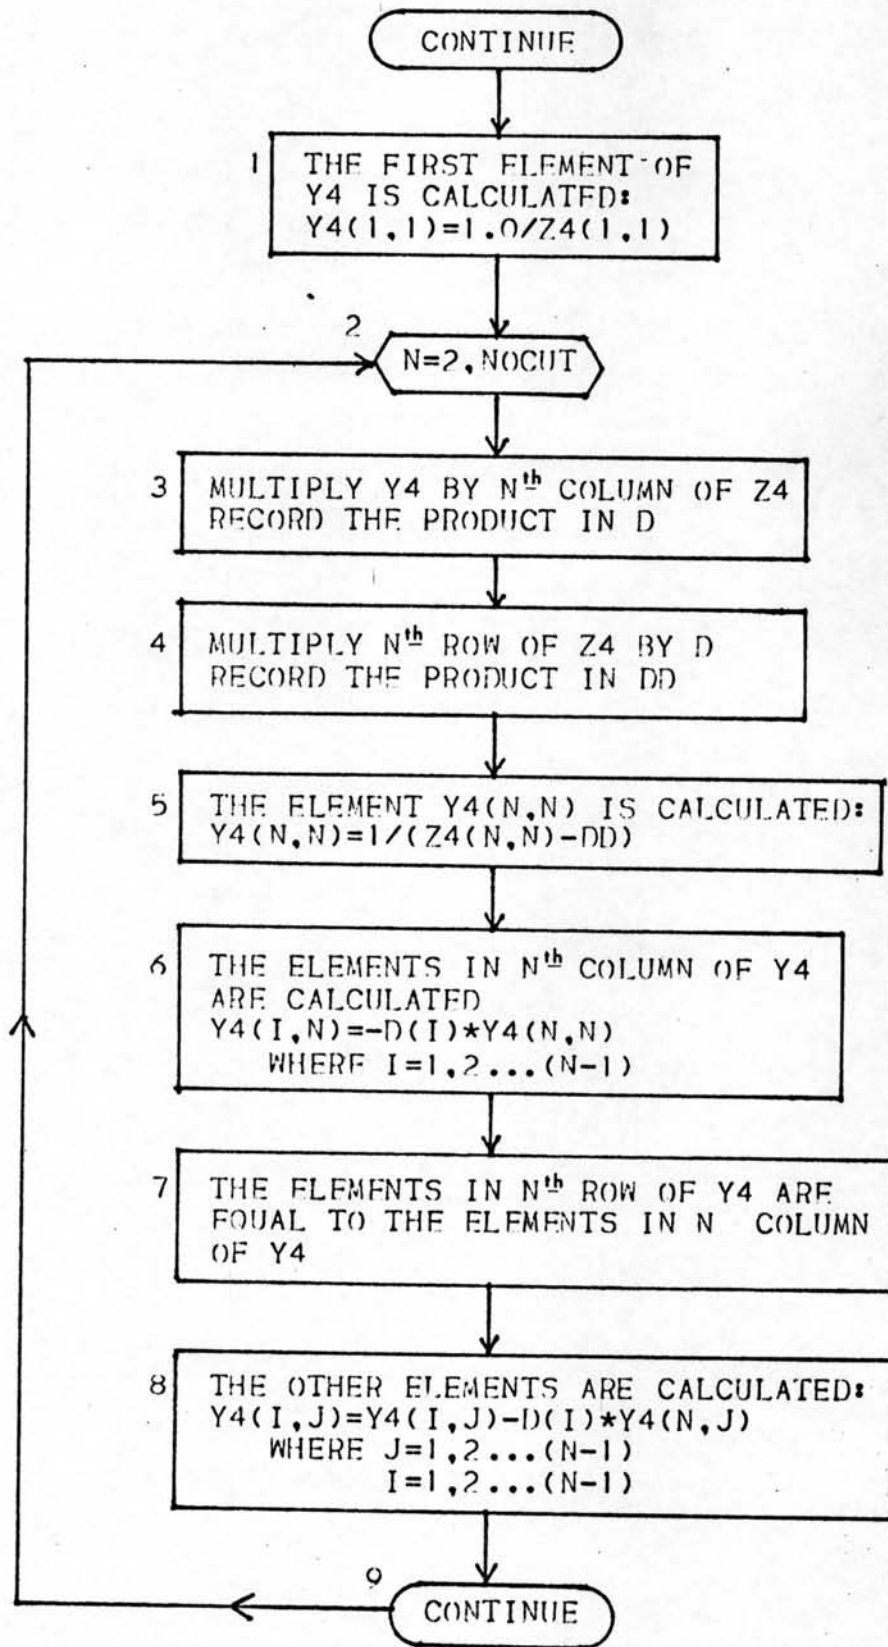 CONTINUE
1
THE FIRST ELEMENT OF
Y4 IS CALCULATED:
Y4(1,1)=1.0/Z4(1,1)
2
N=2,NOCUT
3
MULTIPLY Y4 BY Nth COLUMN OF Z4
RECORD THE PRODUCT IN D
4
MULTIPLY Nth ROW OF Z4 BY D
RECORD THE PRODUCT IN DD
5
THE ELEMENT Y4(N,N) IS CALCULATED:
Y4(N,N)=1/(Z4(N,N)-DD)
6
THE ELEMENTS IN Nth COLUMN OF Y4
ARE CALCULATED
Y4(I,N)=-D(I)*Y4(N,N)
WHERE I=1,2...(N-1)
7
THE ELEMENTS IN Nth ROW OF Y4 ARE
EQUAL TO THE ELEMENTS IN N COLUMN
OF Y4
8
THE OTHER ELEMENTS ARE CALCULATED:
Y4(I,J)=Y4(I,J)-D(I)*Y4(N,J)
WHERE J=1,2...(N-1)
I=1,2...(N-1)
9
CONTINUE